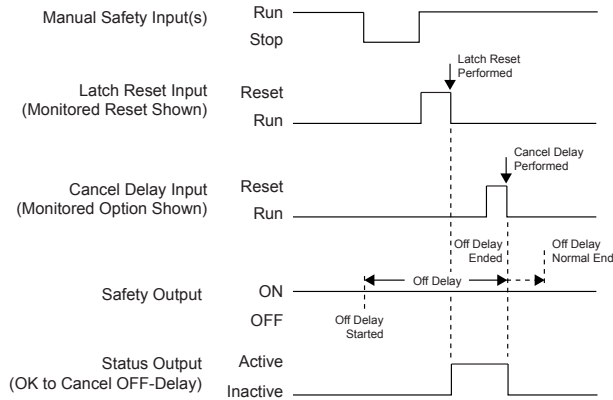 Manual Safety Input(s)
Run
Stop
Latch Reset
Performed
Latch Reset Input
(Monitored Reset Shown)
Reset
Run
Cancel Delay
Performed
Cancel Delay Input
(Monitored Option Shown)
Reset
Run
Off Delay
Ended
Off Delay
Normal End
Off Delay
Safety Output
ON
OFF
Off Delay
Started
Status Output
(OK to Cancel OFF-Delay)
Active
Inactive